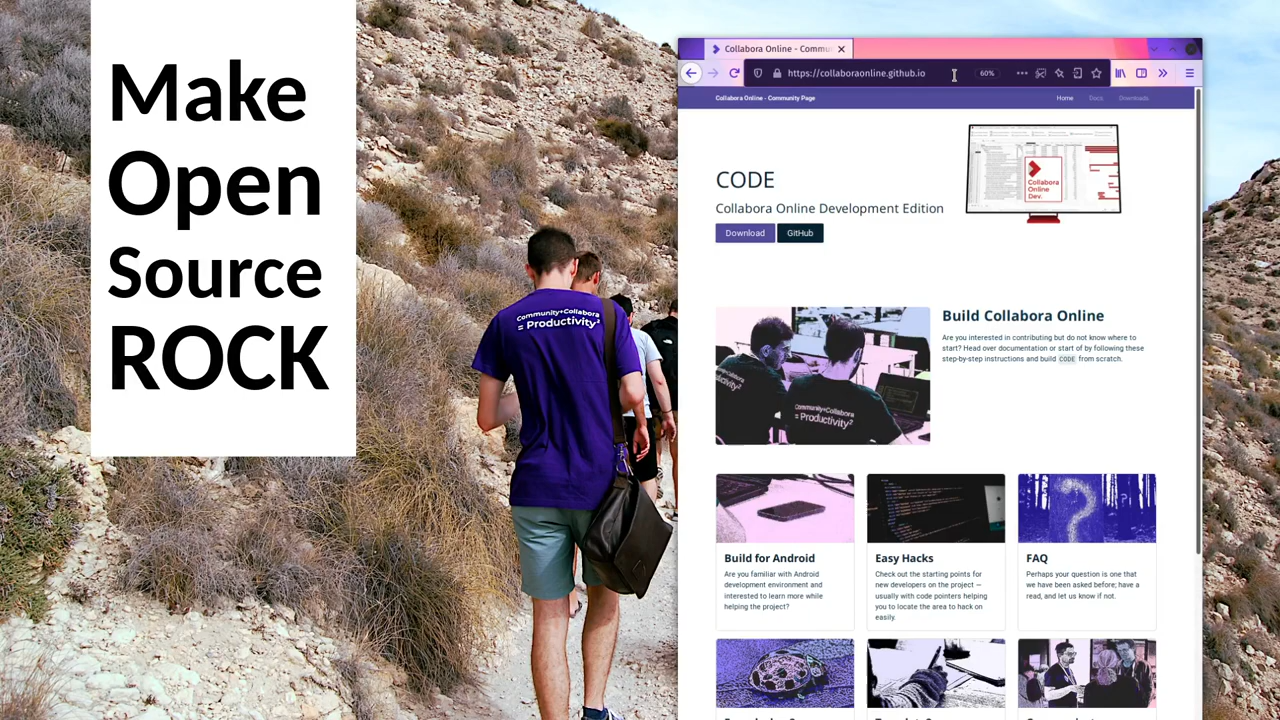 Make
Open
Source
ROCK
Community+Collabora
= Productivity²
Collabora Online - Commu
https://collaboraonline.github.io
60%
Collabora Online - Community Page
Home
Docs
Downloads
CODE
Collabora Online Development Edition
Download
GitHub
Collabora
Online
Dev.
Community+Collabora
= Productivity²
Build Collabora Online
Are you interested in contributing but do not know where to
start? Head over documentation or start of by following these
step-by-step instructions and build CODE from scratch.
Build for Android
Are you familiar with Android
development environment and
interested to learn more while
helping the project?
Easy Hacks
Check out the starting points for
new developers on the project —
usually with code pointers helping
you to locate the area to hack on
easily.
FAQ
Perhaps your question is one that
we have been asked before; have a
read, and let us know if not.